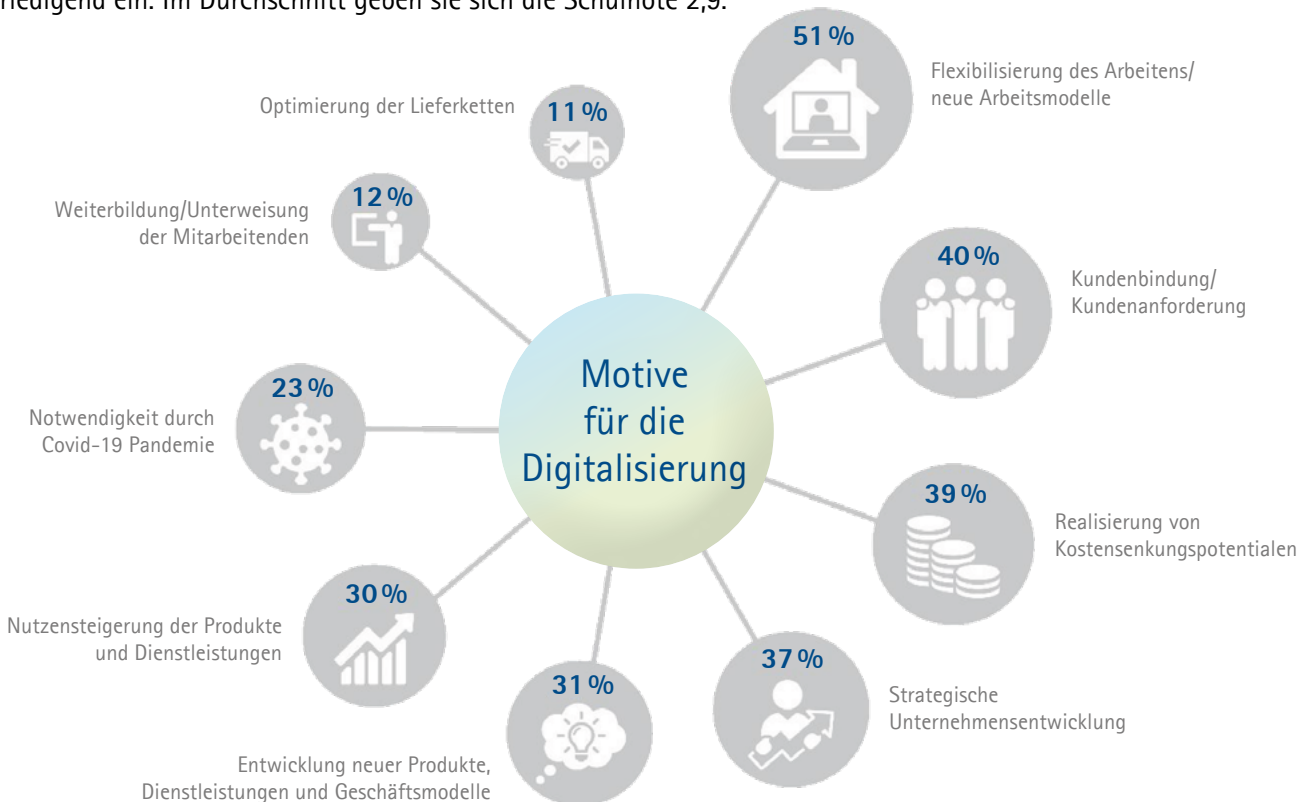 riedigend ein. Im Durchschnitt geben sie sich die Schulnote 2,9.
51 %
Flexibilisierung des Arbeitens/
neue Arbeitsmodelle
40 %
Kundenbindung/
Kundenanforderung
39 %
Realisierung von
Kostensenkungspotentialen
37 %
Strategische
Unternehmensentwicklung
31 %
Entwicklung neuer Produkte,
Dienstleistungen und Geschäftsmodelle
30 %
Nutzensteigerung der Produkte
und Dienstleistungen
23 %
Notwendigkeit durch
Covid-19 Pandemie
12 %
Weiterbildung/Unterweisung
der Mitarbeitenden
11 %
Optimierung der Lieferketten
Motive
für die
Digitalisierung